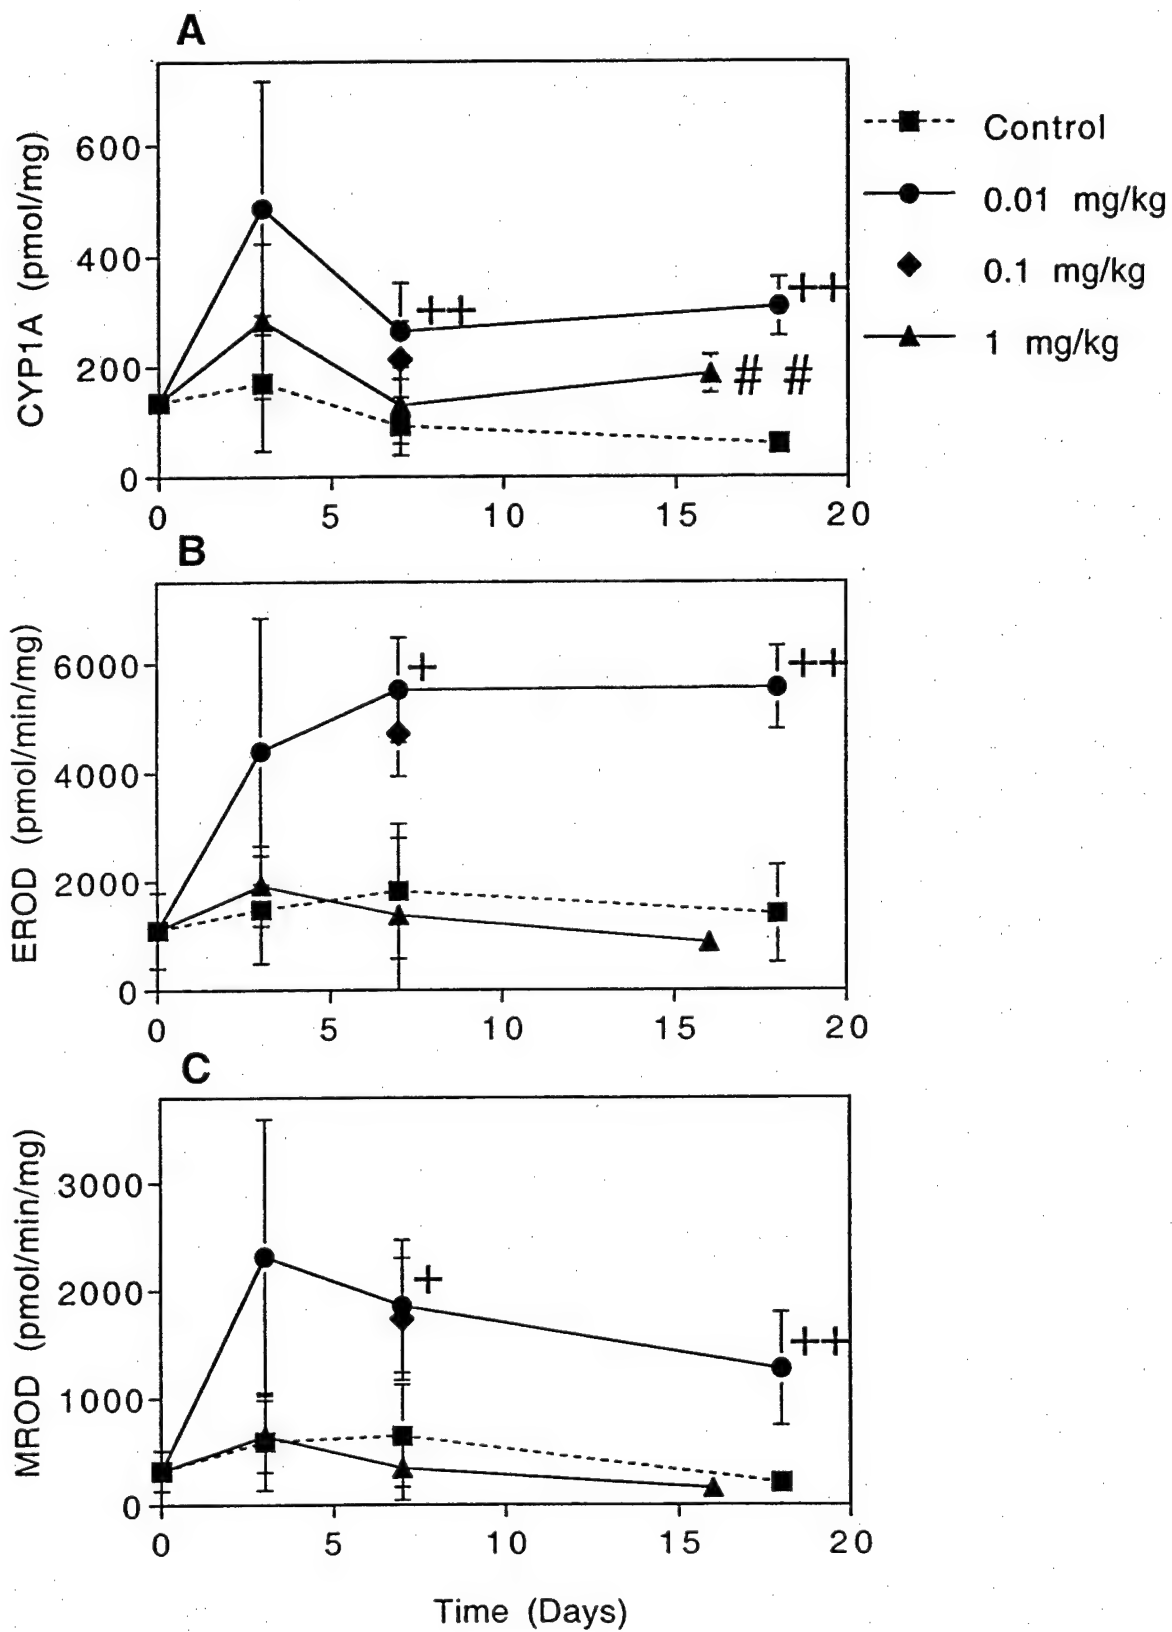 A
CYP1A (pmol/mg)
600
400
200
0
0 5 10 15 20
++
++
# #
Control
0.01 mg/kg
0.1 mg/kg
1 mg/kg
B
EROD (pmol/min/mg)
6000
4000
2000
0
0 5 10 15 20
+
++
C
MROD (pmol/min/mg)
3000
2000
1000
0
0 5 10 15 20
+
++
Time (Days)